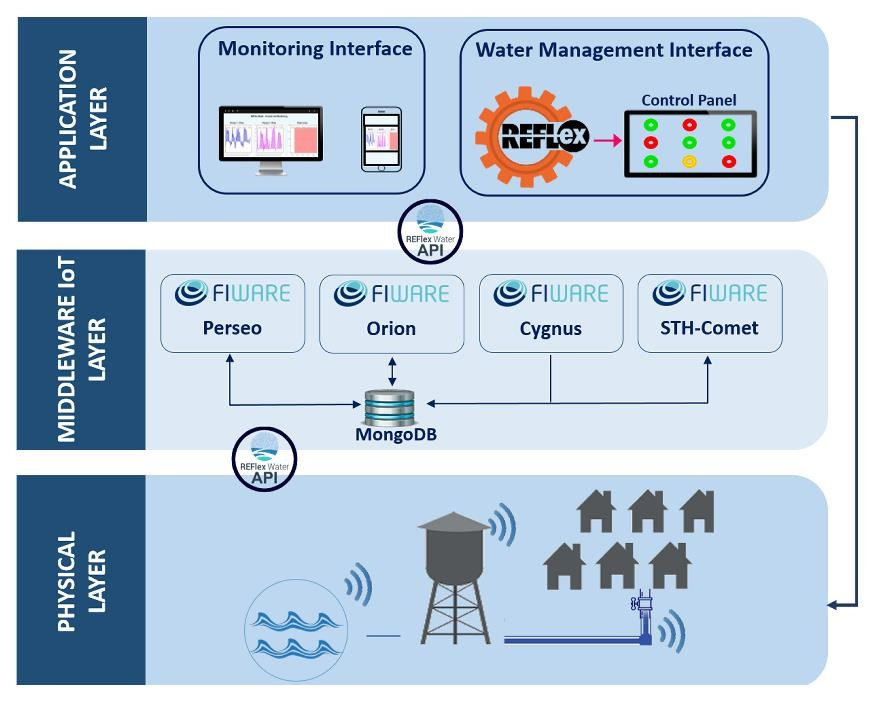 APPLICATION
LAYER
Monitoring Interface
Water Management Interface
REFLex
Control Panel
REFlex Water
API
MIDDLEWARE IoT
LAYER
FIWARE
Perseo
FIWARE
Orion
FIWARE
Cygnus
FIWARE
STH-Comet
MongoDB
REFlex Water
API
PHYSICAL
LAYER